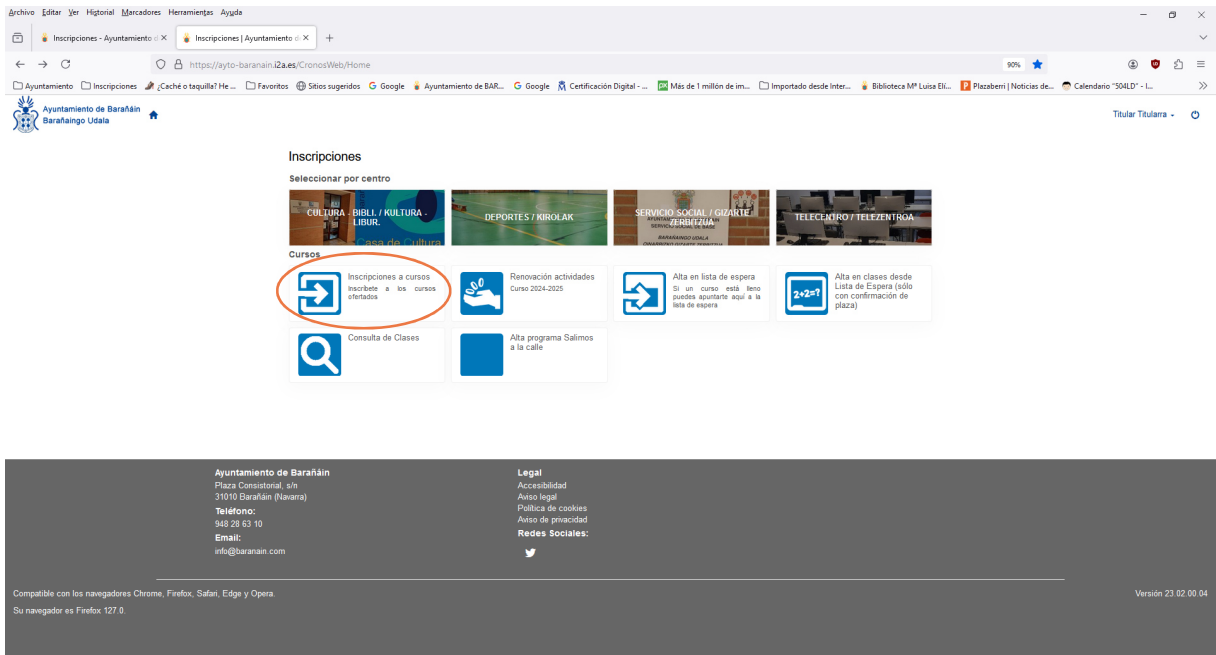 Archivo Editar Ver Historial Marcadores Herramientas Ayuda
Inscripciones - Ayuntamiento d
Inscripciones | Ayuntamiento d
https://ayto-baranain.i2a.es/CronosWeb/Home
90%
Ayuntamiento Inscripciones ¿Caché o taquilla? He ... Favoritos Sitios sugeridos Google Ayuntamiento de BAR... Google Certificación Digital - ... Más de 1 millón de im... Importado desde Inter... Biblioteca Mª Luisa Elí... Plazaberri | Noticias de... Calendario "504LD" - I...
Ayuntamiento de Barañáin
Barañaingo Udala
Titular Titularra
Inscripciones
Seleccionar por centro
CULTURA - BIBLI. / KULTURA -
LIBUR.
Casa de Cultura
DEPORTES / KIROLAK
SERVICIO SOCIAL / GIZARTE
ZERBITZUA
BARAÑAINGO UDALA
TELECENTRO / TELEZENTROA
Cursos
Inscripciones a cursos
Inscríbete a los cursos
ofertados
Renovación actividades
Curso 2024-2025
Alta en lista de espera
Si un curso está lleno
puedes apuntarte aquí a la
lista de espera
2+2=?
Alta en clases desde
Lista de Espera (sólo
con confirmación de
plaza)
Consulta de Clases
Alta programa Salimos
a la calle
Ayuntamiento de Barañáin
Plaza Consistorial, s/n
31010 Barañáin (Navarra)
Teléfono:
948 28 63 10
Email:
info@baranain.com
Legal
Accesibilidad
Aviso legal
Política de cookies
Aviso de privacidad
Redes Sociales:
Compatible con los navegadores Chrome, Firefox, Safari, Edge y Opera.
Versión 23.02.00.04
Su navegador es Firefox 127.0.